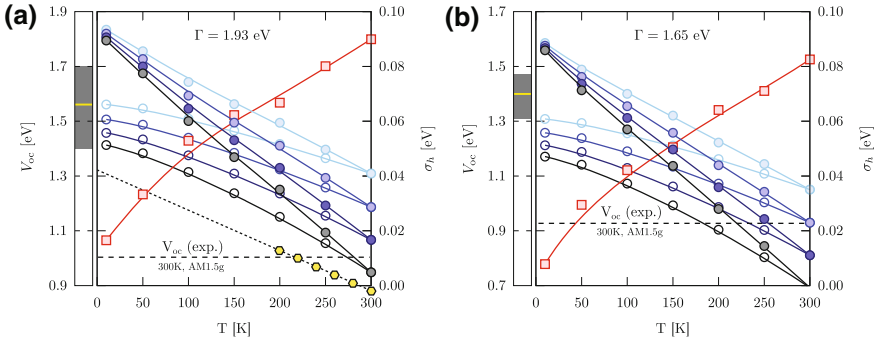 (a)
Γ = 1.93 eV
1.9
1.7
1.5
1.3
1.1
0.9
V_oc [eV]
0.10
0.08
0.06
0.04
0.02
0.00
σ_h [eV]
V_oc (exp.)
300K, AM1.5g
0 50 100 150 200 250 300
T [K]
(b)
Γ = 1.65 eV
1.7
1.5
1.3
1.1
0.9
0.7
V_oc [eV]
0.10
0.08
0.06
0.04
0.02
0.00
σ_h [eV]
V_oc (exp.)
300K, AM1.5g
0 50 100 150 200 250 300
T [K]